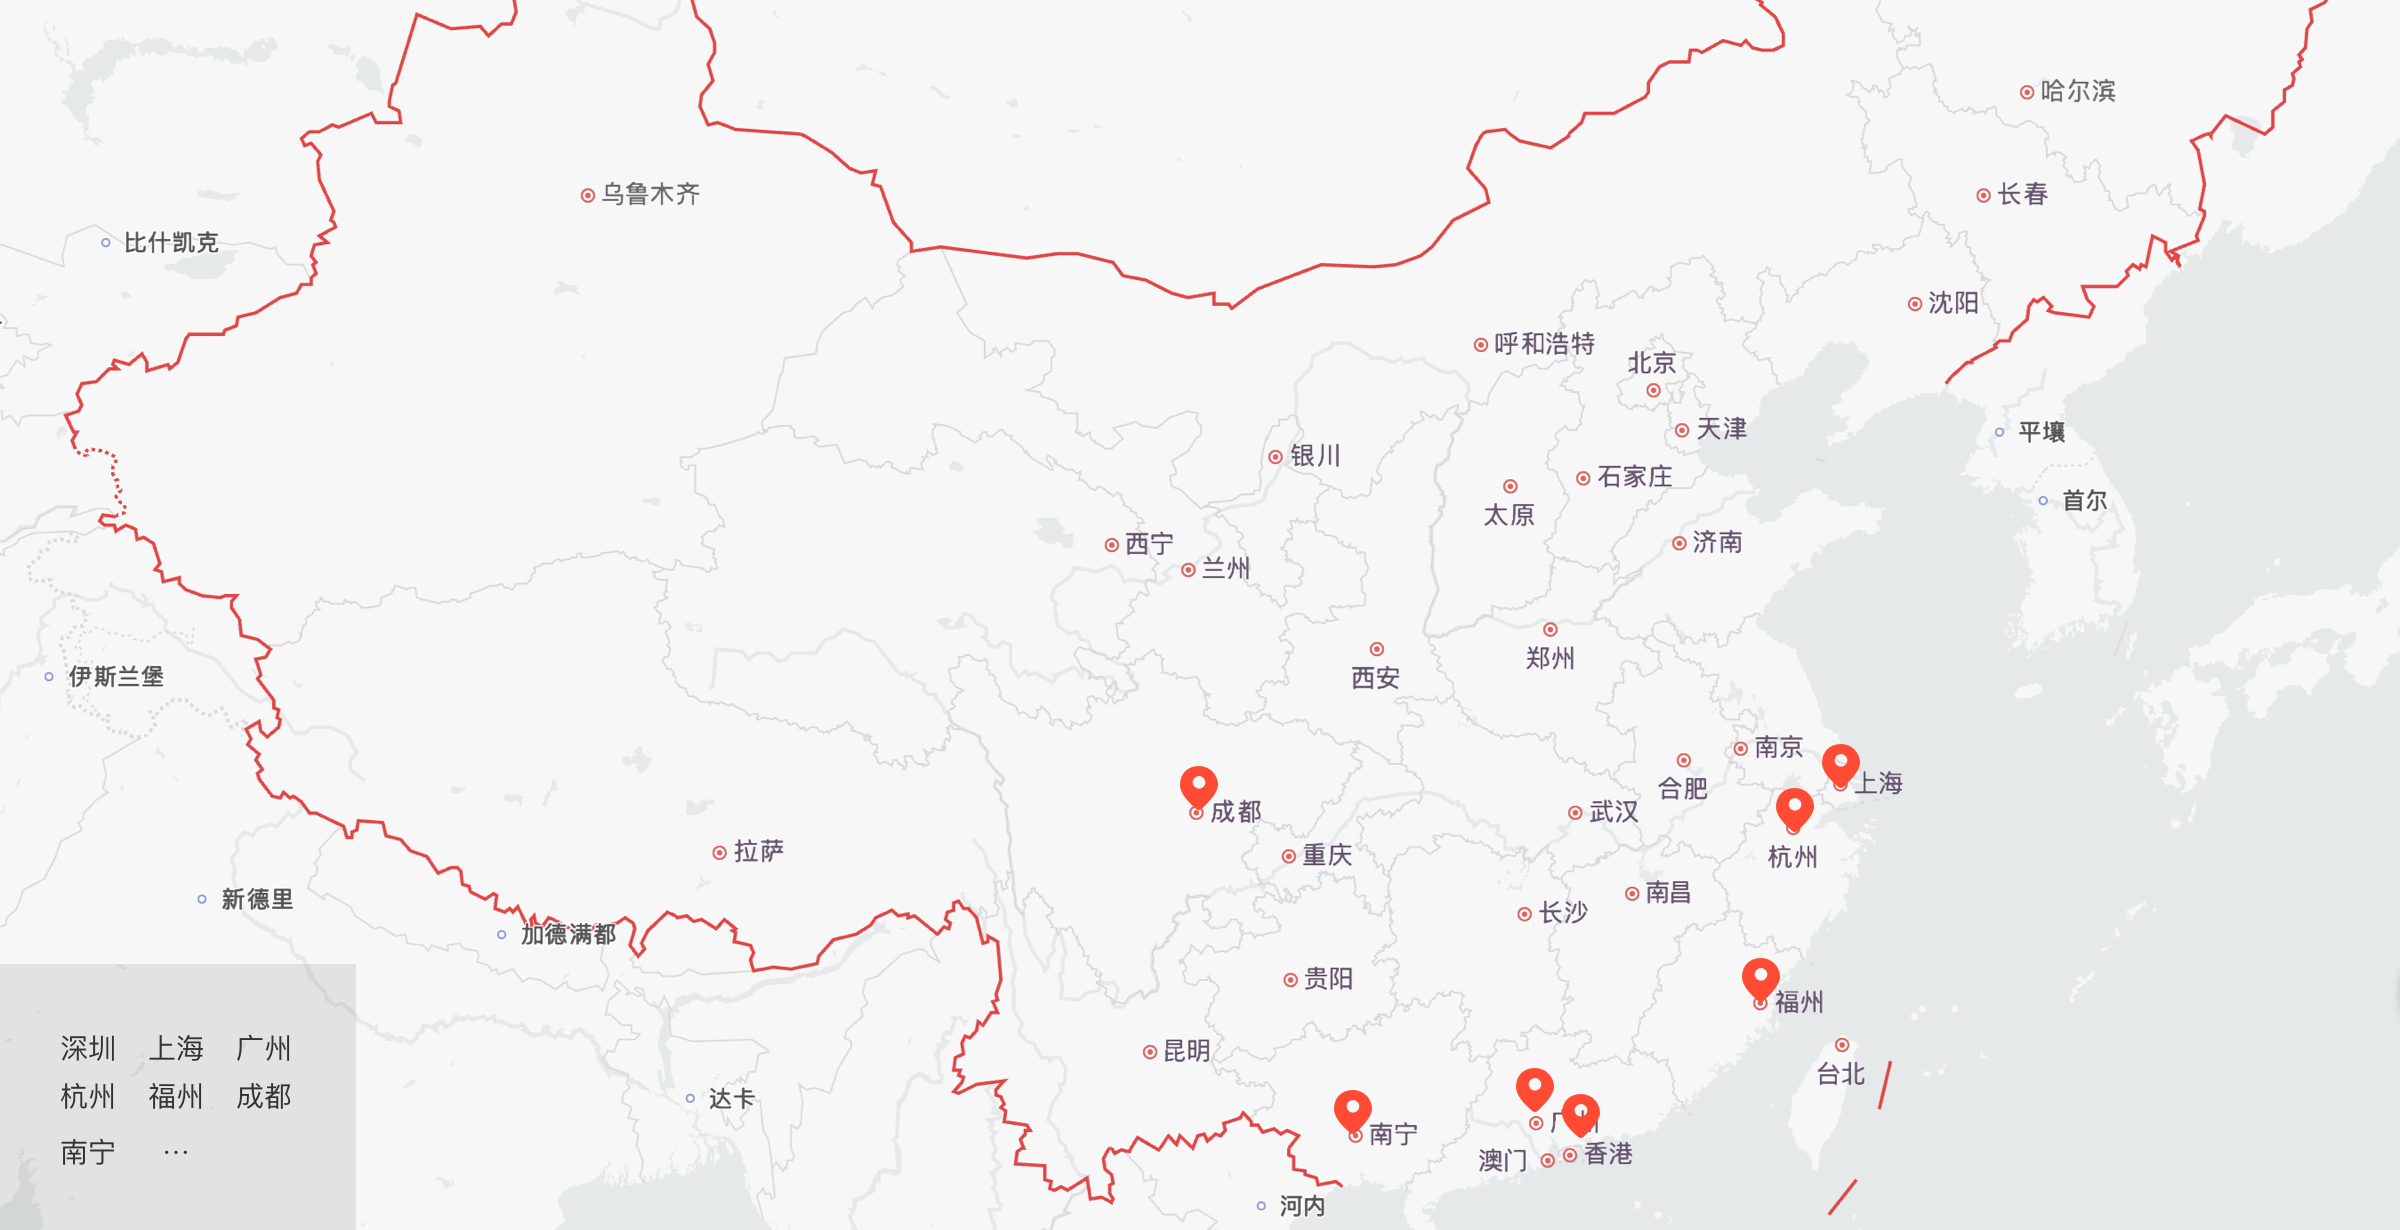 哈尔滨
乌鲁木齐
长春
比什凯克
沈阳
呼和浩特
北京
天津
平壤
银川
石家庄
首尔
太原
西宁
济南
兰州
郑州
伊斯兰堡
西安
南京
上海
合肥
成都
武汉
拉萨
重庆
杭州
新德里
南昌
长沙
加德满都
贵阳
福州
深圳 上海 广州
昆明
台北
杭州 福州 成都
达卡
南宁
澳门
香港
南宁 …
河内